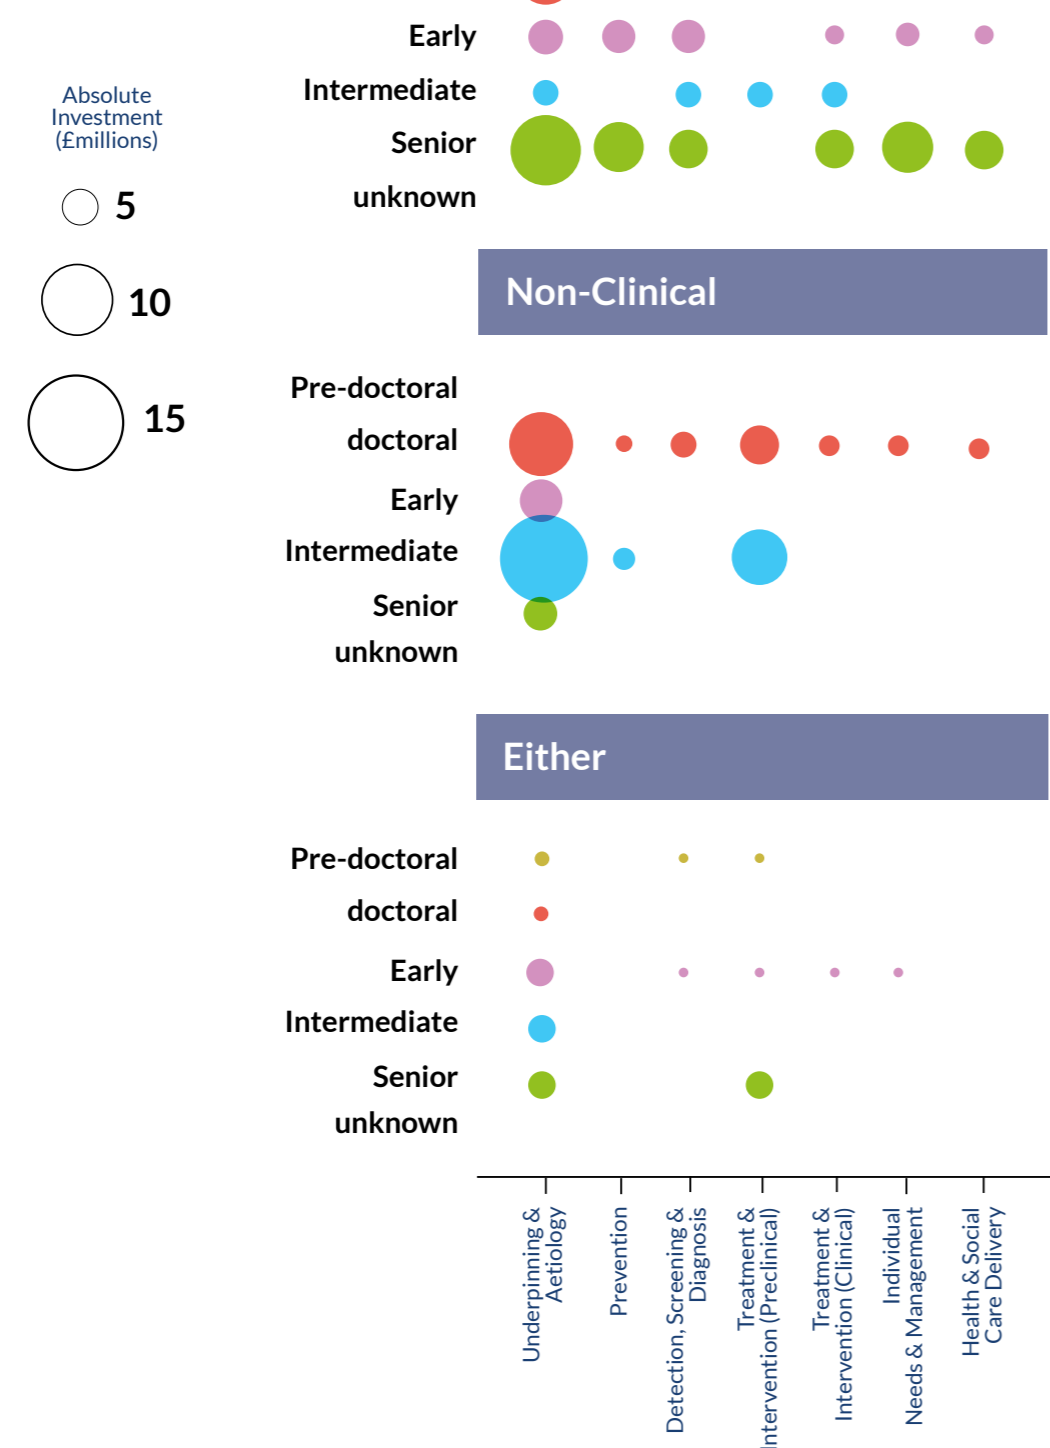 Early
Intermediate
Senior
unknown
Absolute
Investment
(£millions)
5
10
15
Non-Clinical
Pre-doctoral
doctoral
Early
Intermediate
Senior
unknown
Either
Pre-doctoral
doctoral
Early
Intermediate
Senior
unknown
Underpinning &
Aetiology
Prevention
Detection, Screening &
Diagnosis
Treatment &
Intervention (Preclinical)
Treatment &
Intervention (Clinical)
Individual
Needs & Management
Health & Social
Care Delivery